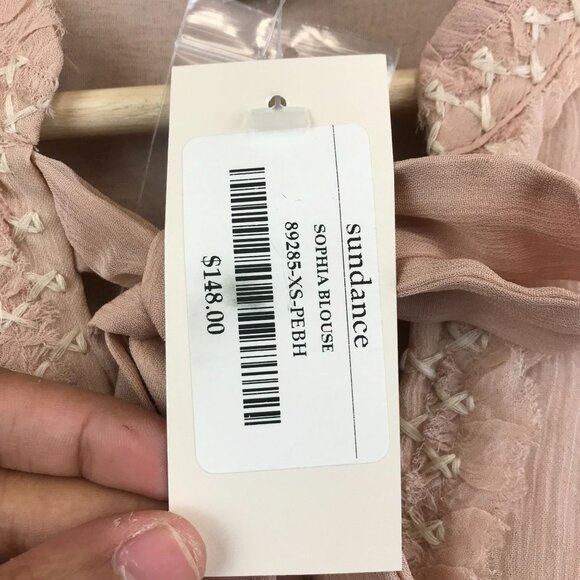 sundance
SOPHIA BLOUSE
89285-XS-PEBH
$148.00